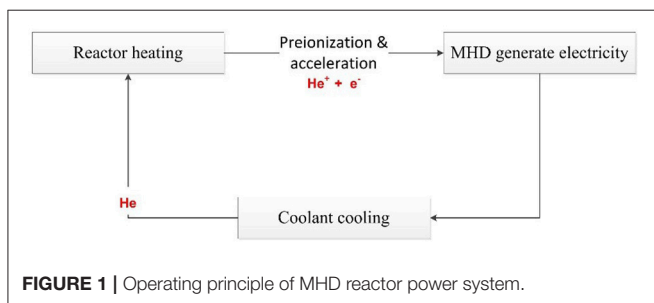 Reactor heating
Preionization &
acceleration
He⁺ + e⁻
MHD generate electricity
He
Coolant cooling
FIGURE 1 | Operating principle of MHD reactor power system.